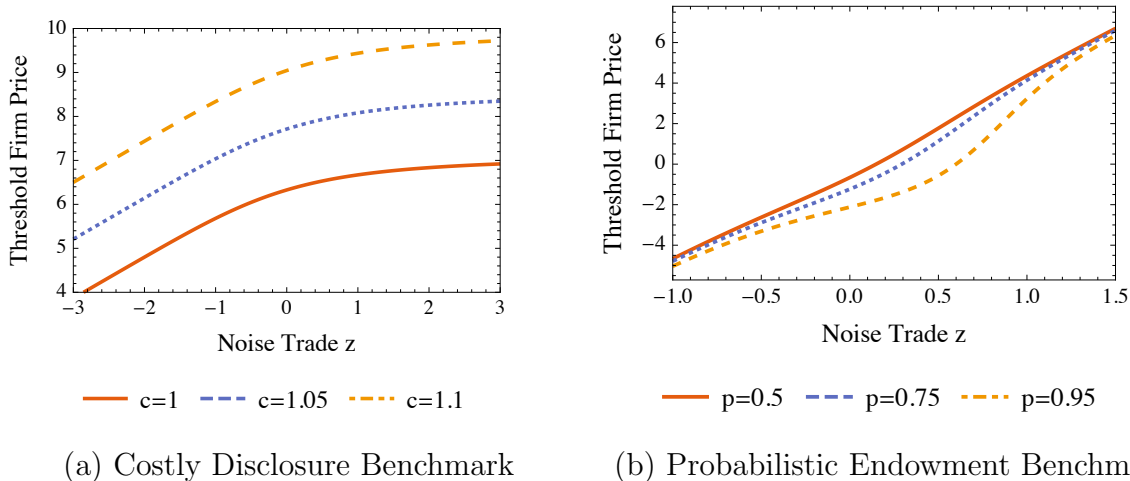 10
9
8
7
6
5
4
−3 −2 −1 0 1 2 3
Threshold Firm Price
Noise Trade z
c=1 c=1.05 c=1.1
(a) Costly Disclosure Benchmark
6
4
2
0
−2
−4
−1.0 −0.5 0.0 0.5 1.0 1.5
Threshold Firm Price
Noise Trade z
p=0.5 p=0.75 p=0.95
(b) Probabilistic Endowment Benchm